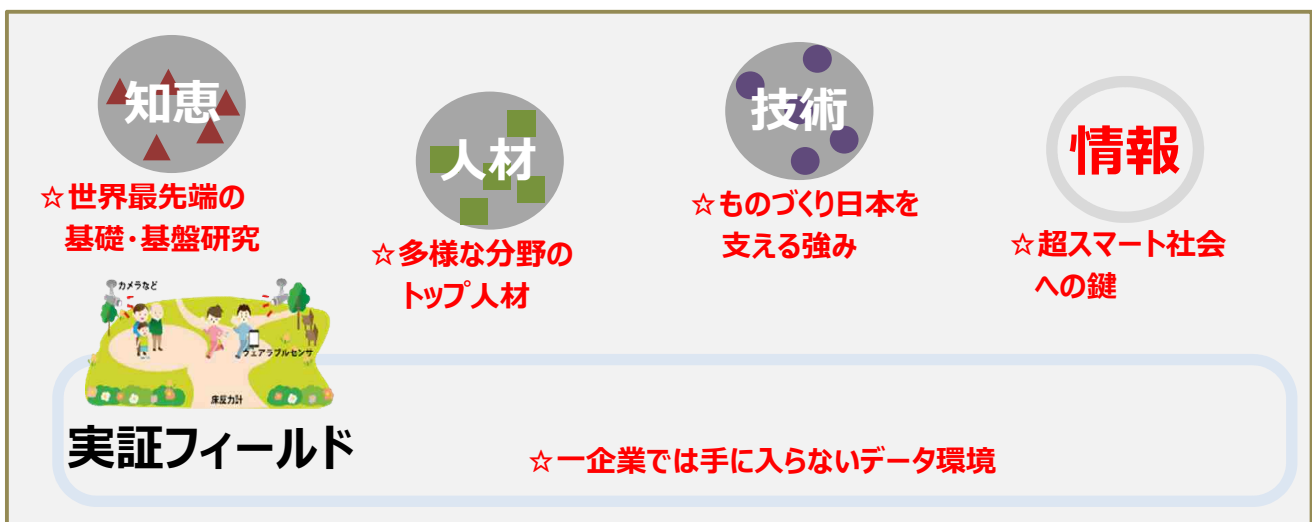 知恵
☆世界最先端の
基礎・基盤研究
人材
☆多様な分野の
トップ人材
技術
☆ものづくり日本を
支える強み
情報
☆超スマート社会
への鍵
カメラなど
ウェアラブルセンサ
床反力計
実証フィールド
☆一企業では手に入らないデータ環境